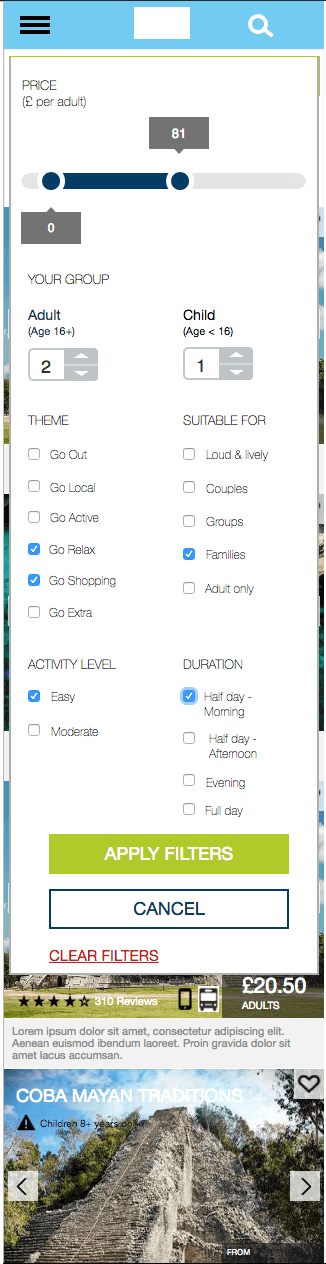 PRICE
(£ per adult)
81
0
YOUR GROUP
Adult
(Age 16+)
Child
(Age < 16)
2
1
THEME
SUITABLE FOR
Go Out
Loud & lively
Go Local
Couples
Go Active
Groups
Go Relax
Families
Go Shopping
Adult only
Go Extra
ACTIVITY LEVEL
DURATION
Easy
Half day -
Morning
Moderate
Half day -
Afternoon
Evening
Full day
APPLY FILTERS
CANCEL
CLEAR FILTERS
£20.50
310 Reviews
ADULTS
Lorem ipsum dolor sit amet, consectetur adipiscing elit.
Aenean euismod ibendum laoreet. Proin gravida dolor sit
amet lacus accumsan.
COBA MAYAN TRADITIONS
Children 8+ years only
FROM